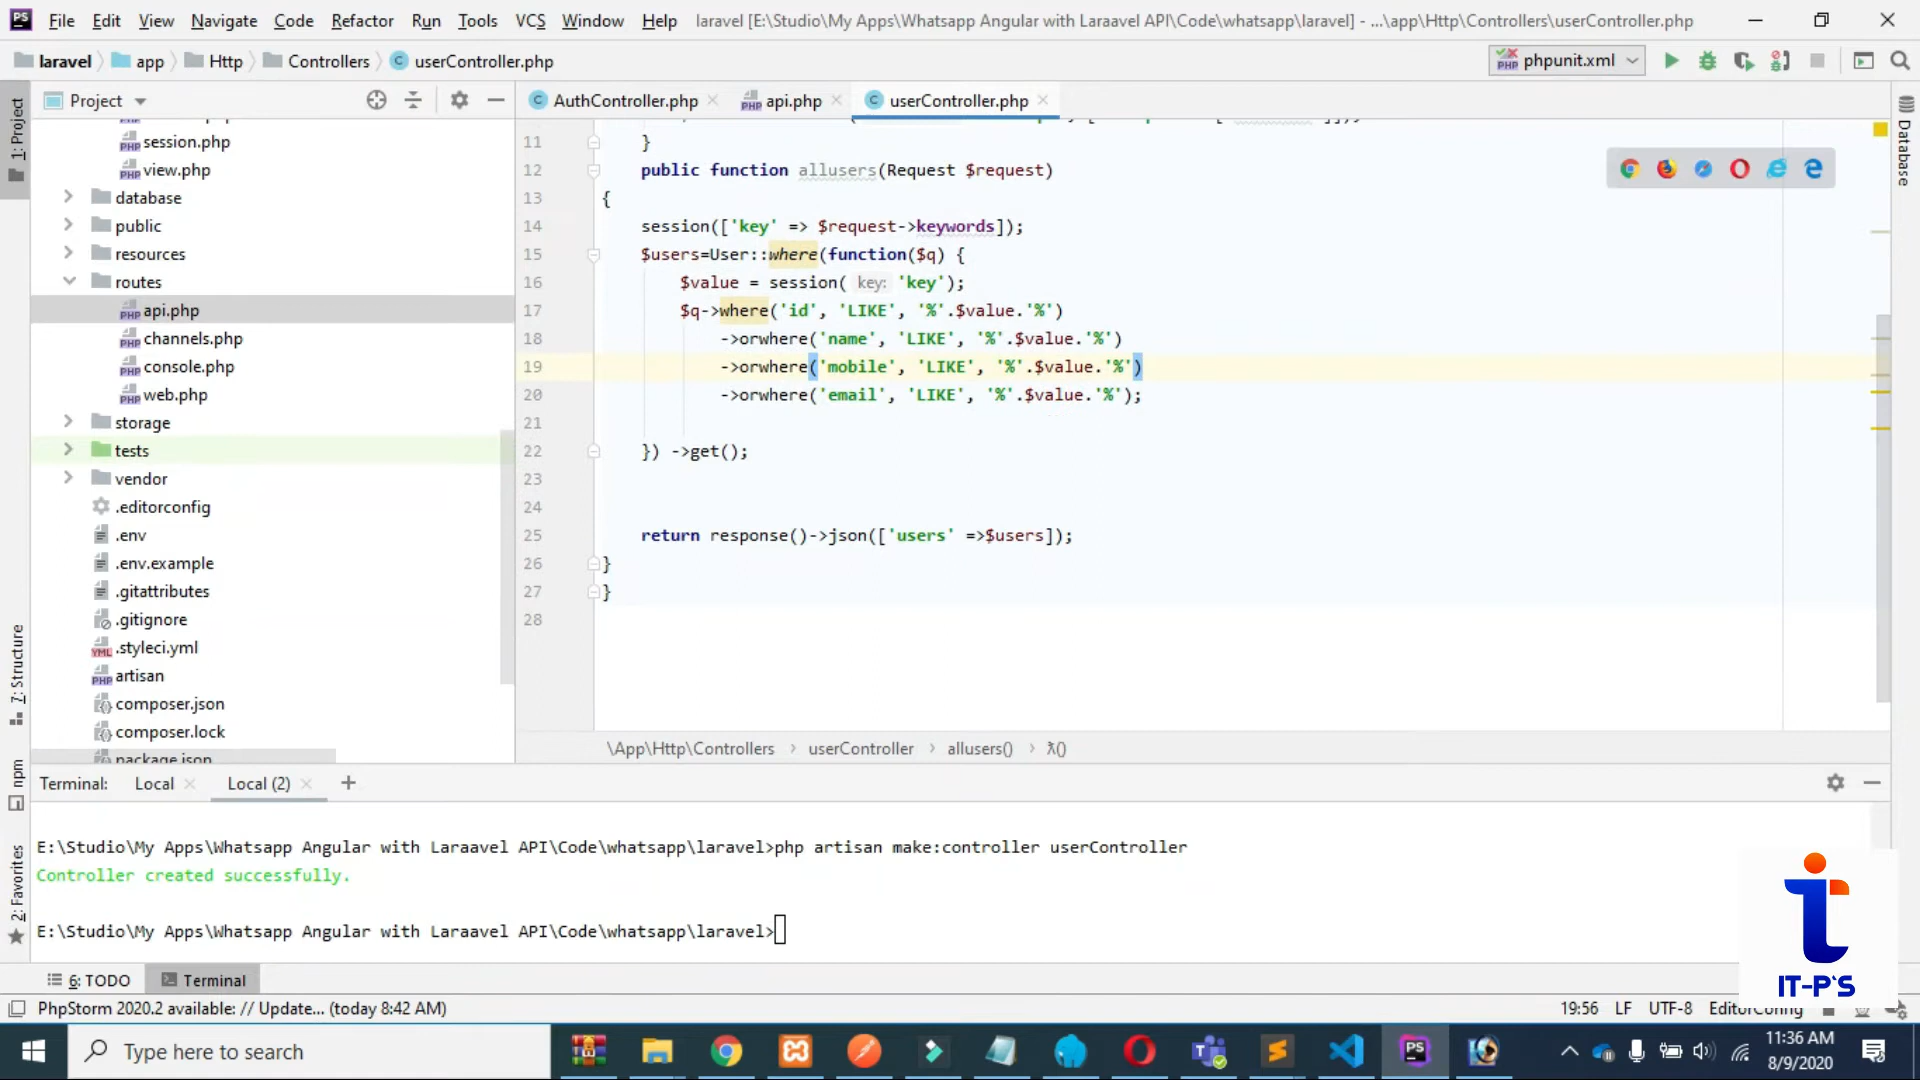 File Edit View Navigate Code Refactor Run Tools VCS Window Help laravel [E:\Studio\My Apps\Whatsapp Angular with Laraavel API\Code\whatsapp\laravel] - ...\app\Http\Controllers\userController.php
laravel app Http Controllers userController.php phpunit.xml
Project AuthController.php api.php userController.php
1: Project
7: Structure
npm
2: Favorites
Database
session.php
view.php
database
public
resources
routes
api.php
channels.php
console.php
web.php
storage
tests
vendor
.editorconfig
.env
.env.example
.gitattributes
.gitignore
.styleci.yml
artisan
composer.json
composer.lock
package.json
11 }
12 public function allusers(Request $request)
13 {
14 session(['key' => $request->keywords]);
15 $users=User::where(function($q) {
16 $value = session( key: 'key');
17 $q->where('id', 'LIKE', '%'.$value.'%')
18 ->orwhere('name', 'LIKE', '%'.$value.'%')
19 ->orwhere('mobile', 'LIKE', '%'.$value.'%')
20 ->orwhere('email', 'LIKE', '%'.$value.'%');
21
22 }) ->get();
23
24
25 return response()->json(['users' =>$users]);
26 }
27 }
28
\App\Http\Controllers › userController › allusers() › λ()
Terminal: Local Local (2) +
E:\Studio\My Apps\Whatsapp Angular with Laraavel API\Code\whatsapp\laravel>php artisan make:controller userController
Controller created successfully.
E:\Studio\My Apps\Whatsapp Angular with Laraavel API\Code\whatsapp\laravel>
IT-P'S
6: TODO Terminal
PhpStorm 2020.2 available: // Update... (today 8:42 AM) 19:56 LF UTF-8 EditorConfig
Type here to search
11:36 AM
8/9/2020